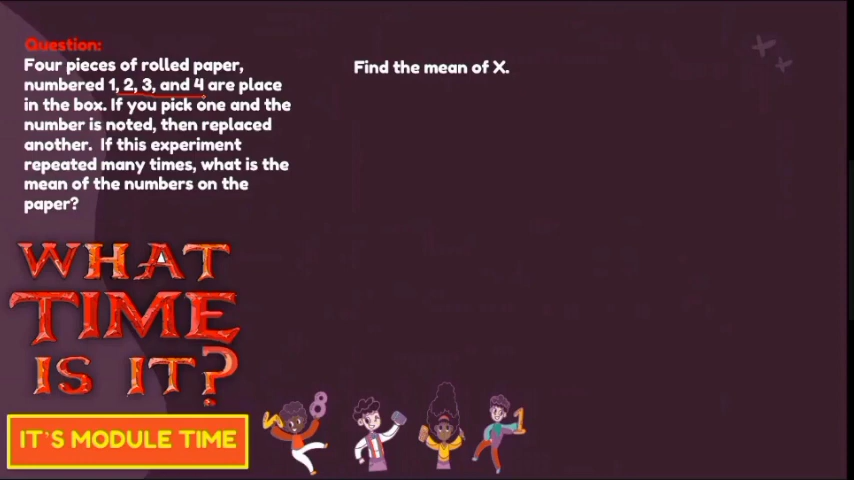 Question:
Four pieces of rolled paper,
numbered 1, 2, 3, and 4 are place
in the box. If you pick one and the
number is noted, then replaced
another. If this experiment
repeated many times, what is the
mean of the numbers on the
paper?
Find the mean of X.
WHAT
TIME
IS IT?
IT`S MODULE TIME
8
1